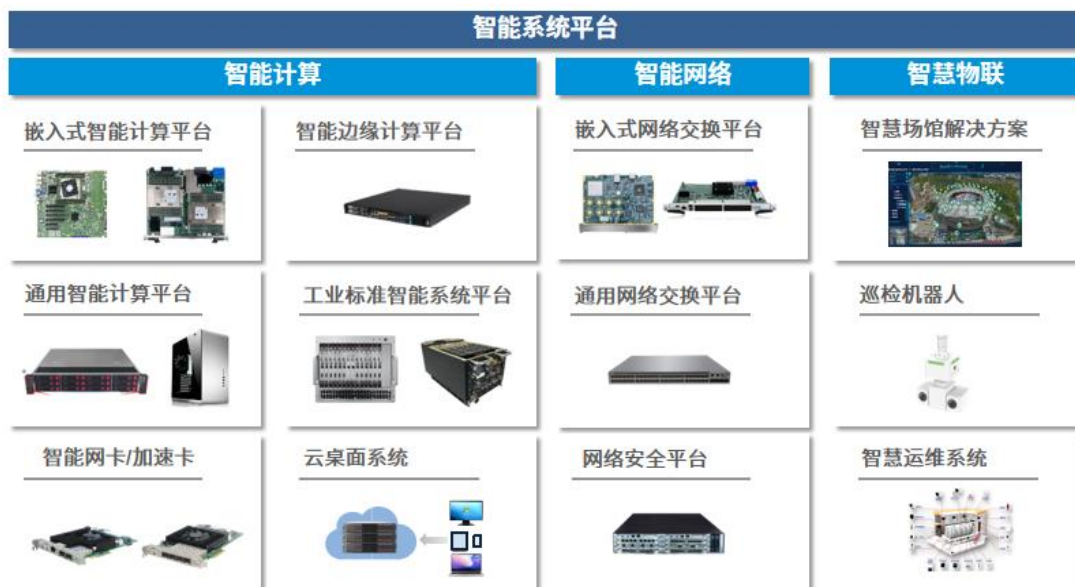 智能系统平台
智能计算
智能网络
智慧物联
嵌入式智能计算平台
智能边缘计算平台
嵌入式网络交换平台
智慧场馆解决方案
通用智能计算平台
工业标准智能系统平台
通用网络交换平台
巡检机器人
智能网卡/加速卡
云桌面系统
网络安全平台
智慧运维系统